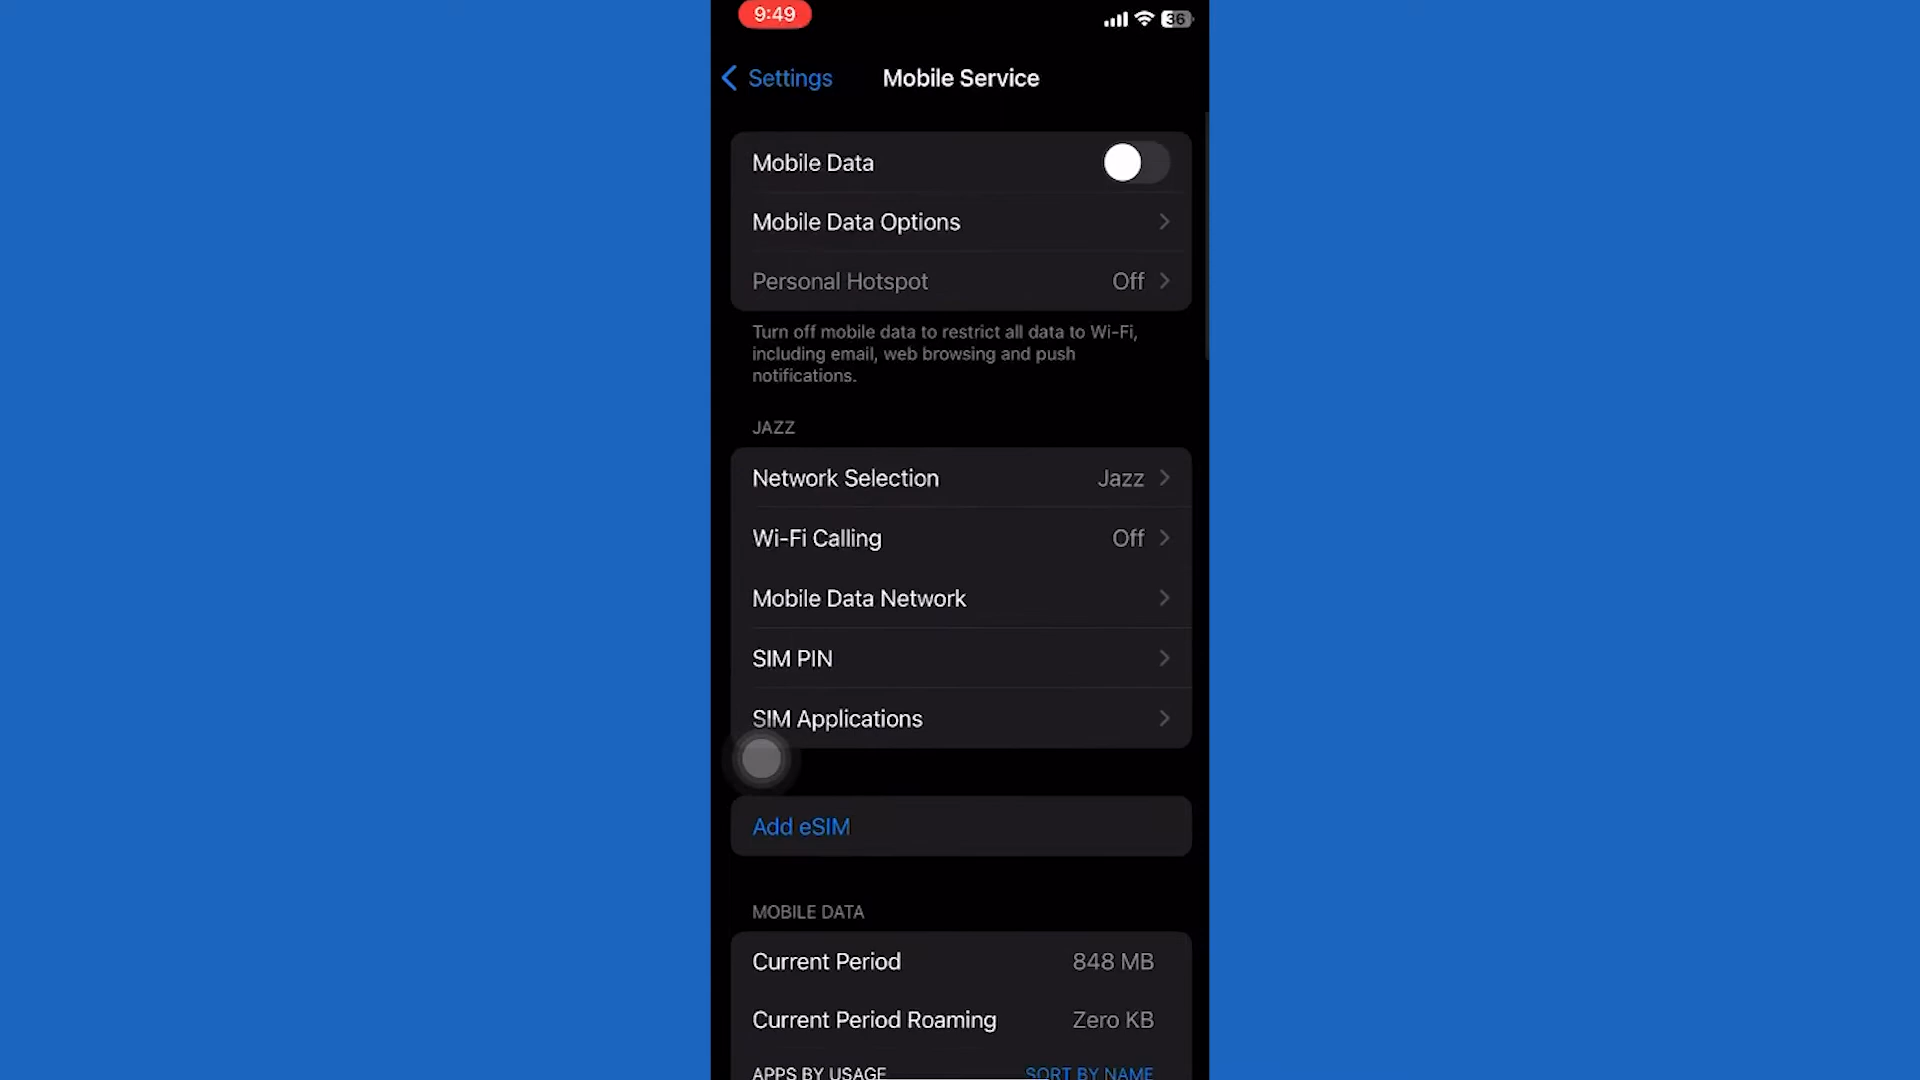 9:49
36
Settings
Mobile Service
Mobile Data
Mobile Data Options
Personal Hotspot Off
Turn off mobile data to restrict all data to Wi-Fi,
including email, web browsing and push
notifications.
JAZZ
Network Selection Jazz
Wi-Fi Calling Off
Mobile Data Network
SIM PIN
SIM Applications
Add eSIM
MOBILE DATA
Current Period 848 MB
Current Period Roaming Zero KB
APPS BY USAGE SORT BY NAME